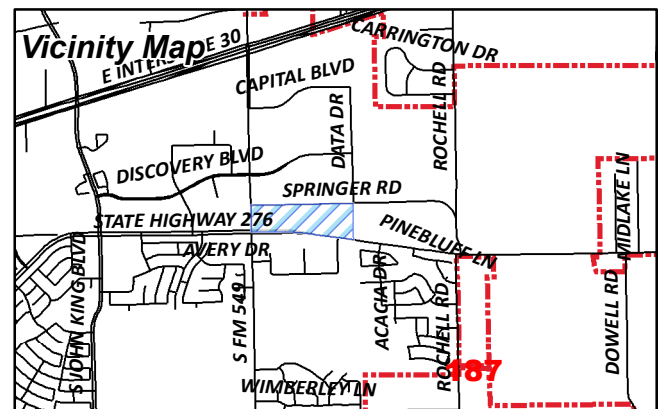 Vicinity Map
E INTERSTATE 30
CARRINGTON DR
CAPITAL BLVD
ROCHELL RD
DATA DR
DISCOVERY BLVD
SPRINGER RD
MIDLAKE LN
STATE HIGHWAY 276
PINEBLUFF LN
AVERY DR
S JOHN KING BLVD
S FM 549
ACACIA DR
ROCHELL RD
DOWELL RD
187
WIMBERLEY LN